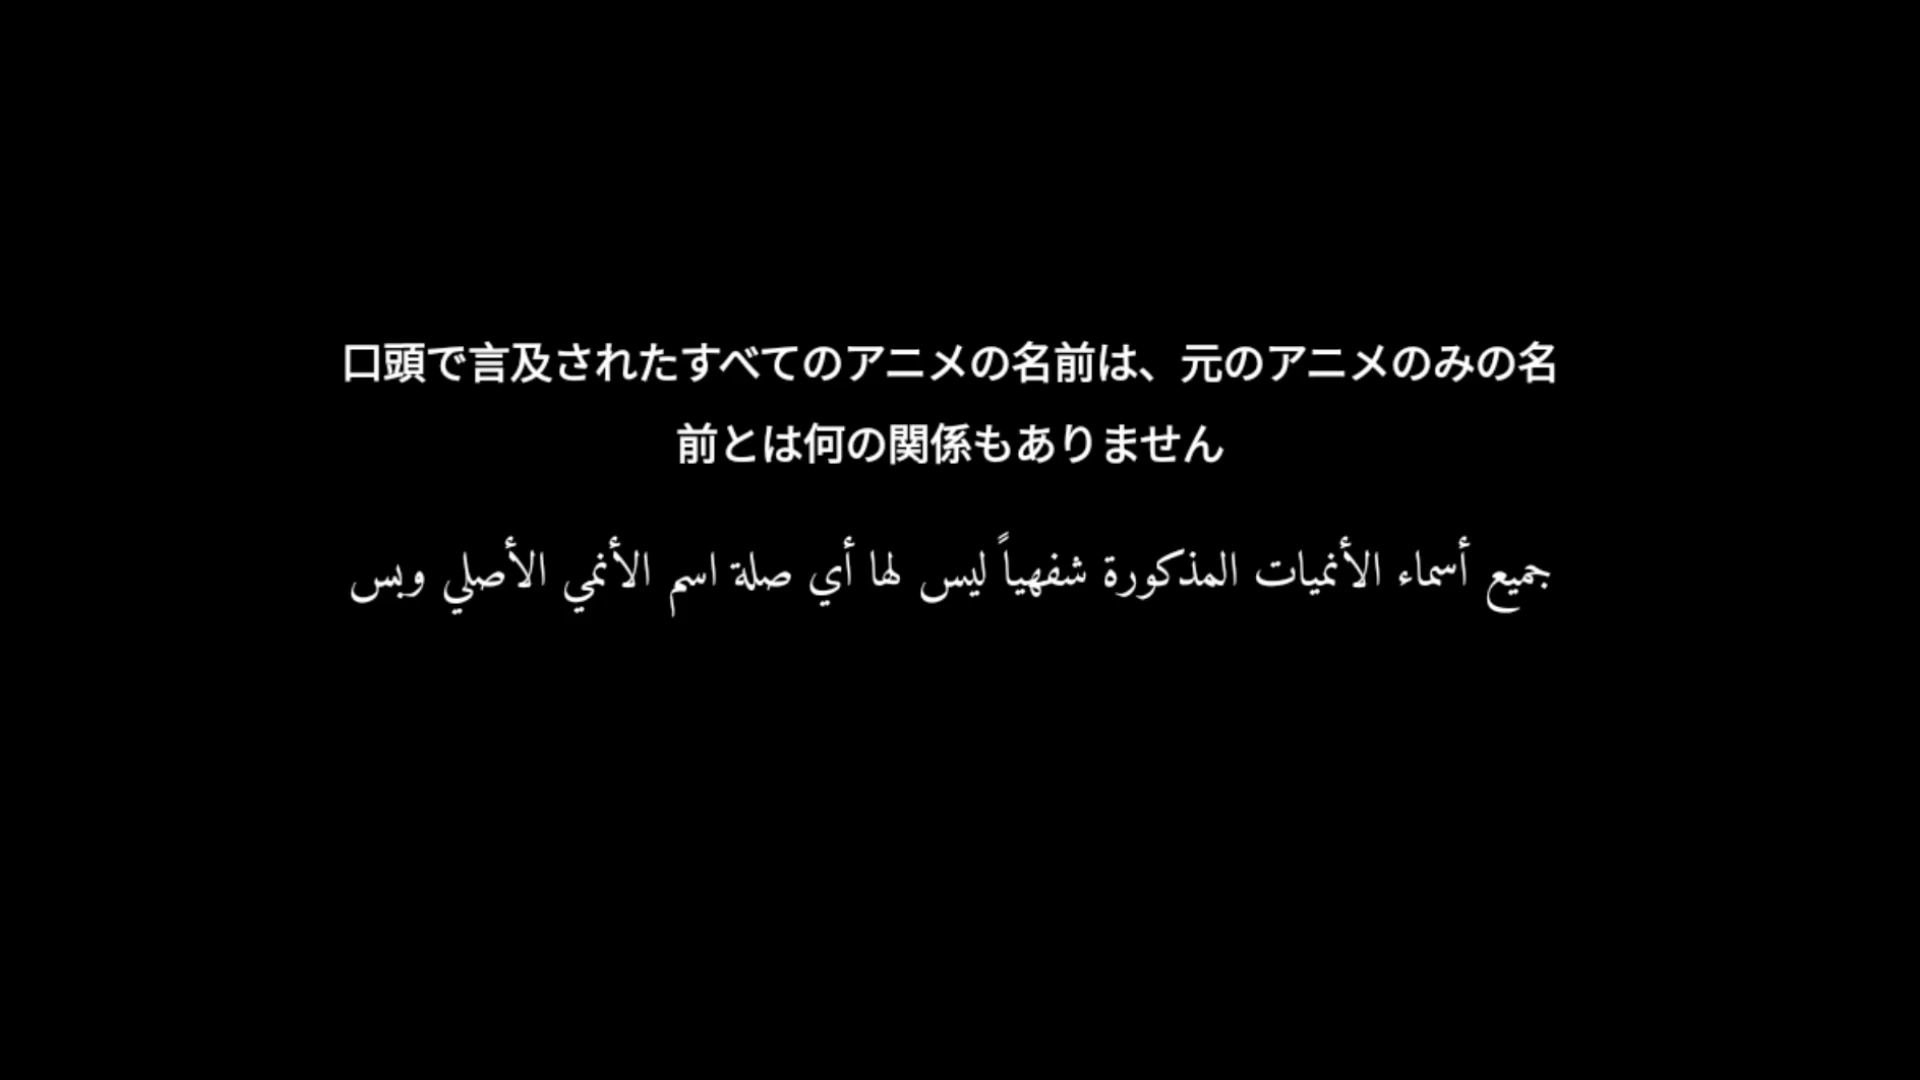 口頭で言及されたすべてのアニメの名前は、元のアニメのみの名
前とは何の関係もありません
جميع أسماء الأنميات المذكورة شفهياً ليس لها أي صلة اسم الأنمي الأصلي وبس